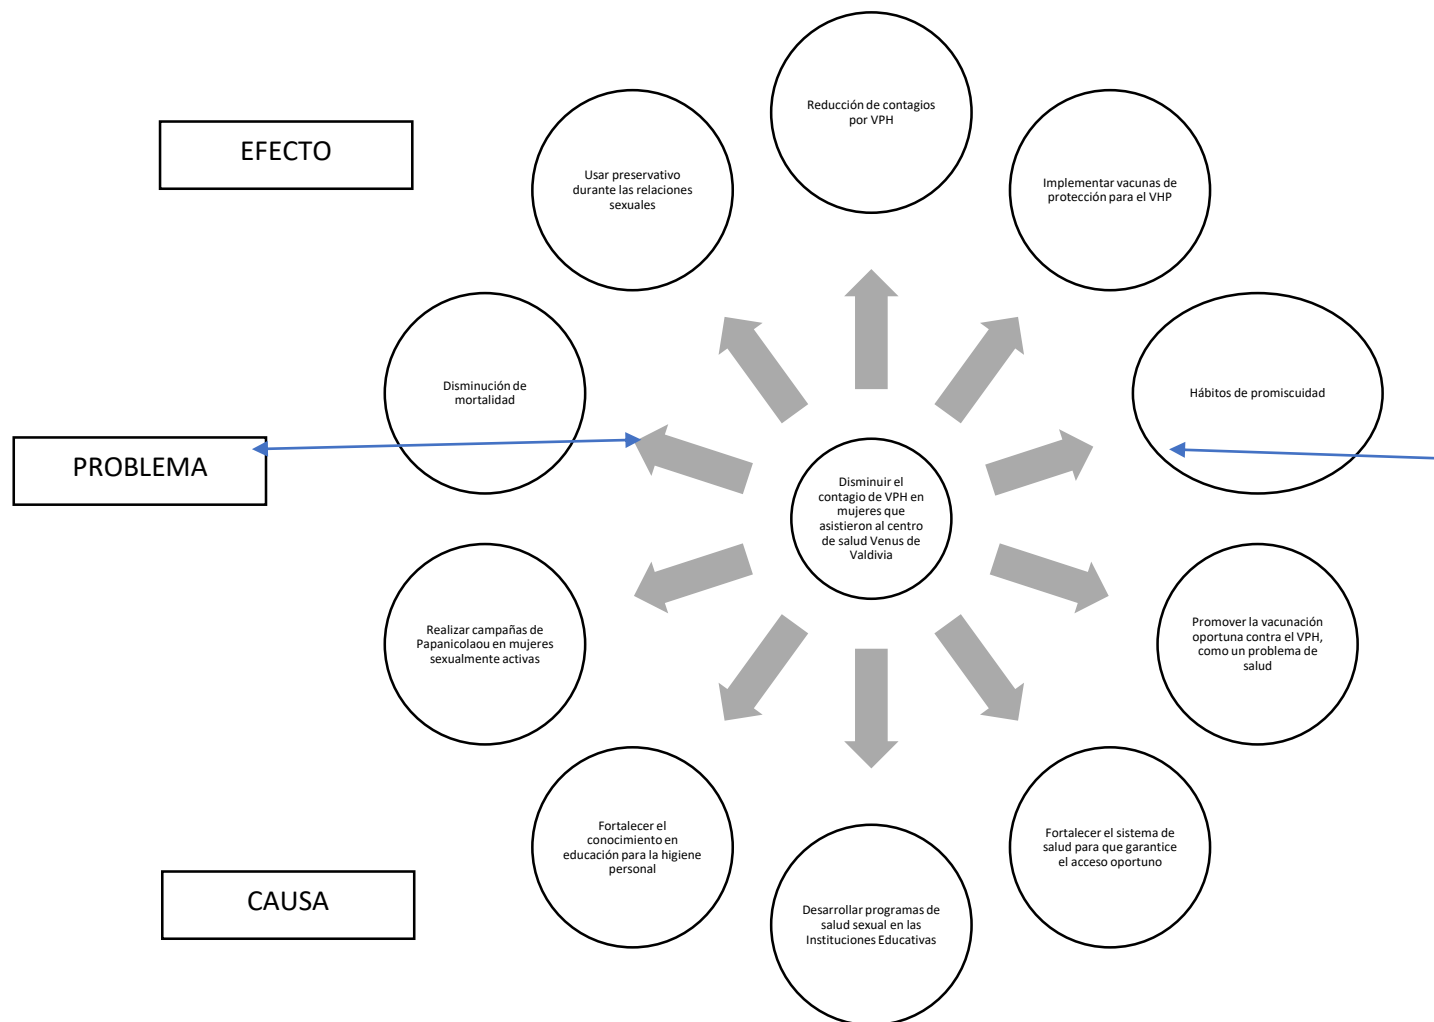 Reducción de contagios
por VPH
EFECTO
Usar preservativo
durante las relaciones
sexuales
Implementar vacunas de
protección para el VHP
Disminución de
mortalidad
Hábitos de promiscuidad
PROBLEMA
Disminuir el
contagio de VPH en
mujeres que
asistieron al centro
de salud Venus de
Valdivia
Realizar campañas de
Papanicolaou en mujeres
sexualmente activas
Promover la vacunación
oportuna contra el VPH,
como un problema de
salud
Fortalecer el
conocimiento en
educación para la higiene
personal
Fortalecer el sistema de
salud para que garantice
el acceso oportuno
CAUSA
Desarrollar programas de
salud sexual en las
Instituciones Educativas